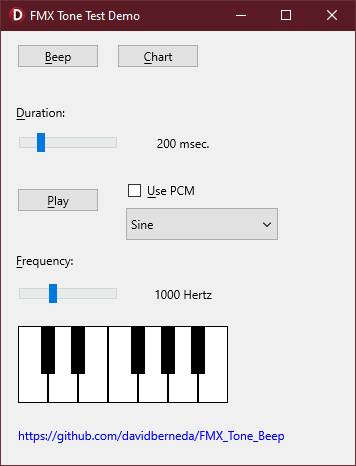 D FMX Tone Test Demo
Beep Chart
Duration:
200 msec.
Use PCM
Play
Sine
Frequency:
1000 Hertz
https://github.com/davidberneda/FMX_Tone_Beep